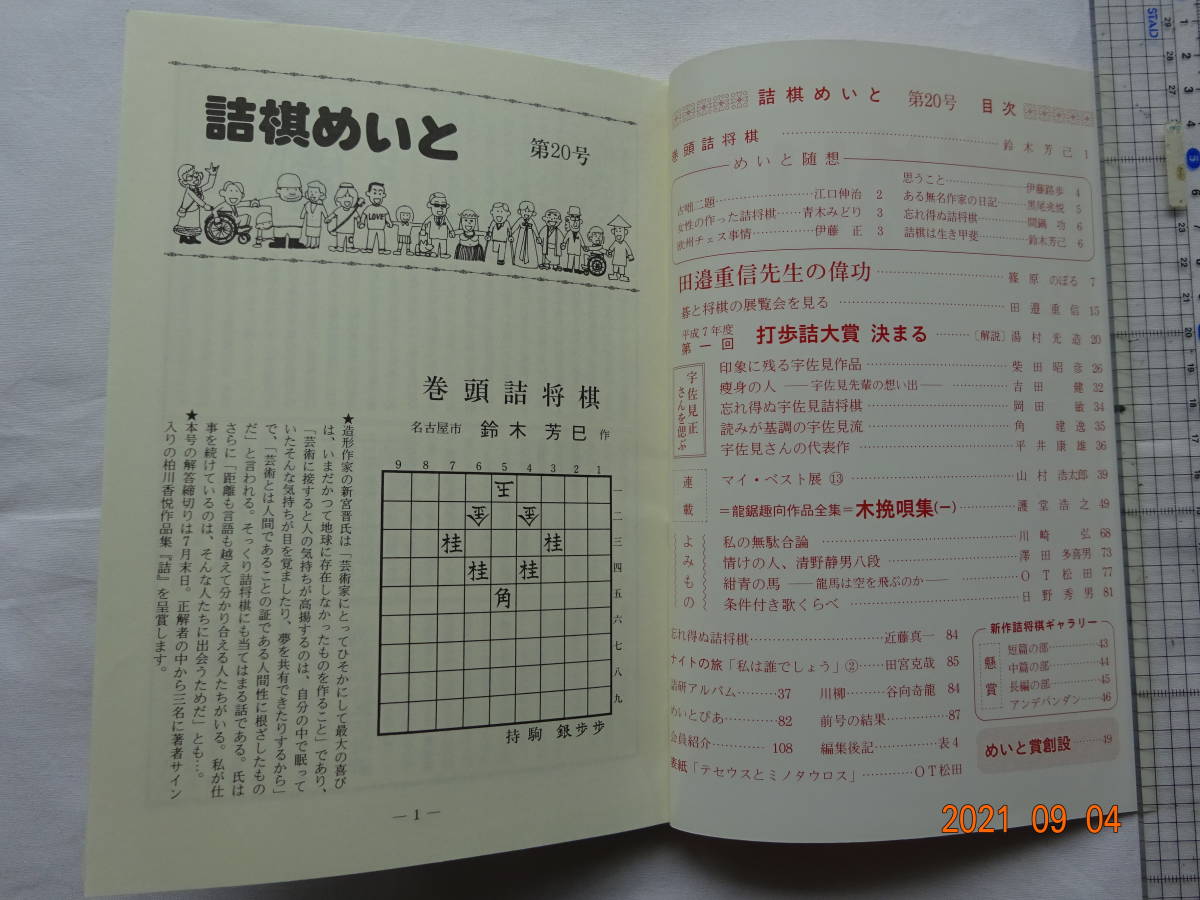 詰棋めいと
第20号
巻頭詰将棋
名古屋市 鈴木芳巳 作
9 8 7 6 5 4 3 2 1
王
桂 桂
桂 桂
角
一
二
三
四
五
六
七
八
九
持駒 銀歩歩
★造形作家の新宮晋氏は「芸術家にとってひそかにして最大の喜び
は、いまだかつて地球に存在しなかったものを作ること」であり、
「芸術に接すると人の気持ちが高揚するのは、自分の中で眠って
いたそんな気持ちが目を覚ましたり、夢を共有できたりするから」
で、「芸術とは人間であることの証である人間性に根ざしたもの
だ」と言われる。そっくり詰将棋にも当てはまる話である。氏は
さらに「距離も言語も越えて分かり合える人たちがいる。私が仕
事を続けているのは、そんな人たちに出会うためだ」とも…。
★本号の解答締切りは7月末日。正解者の中から三名に著者サイン
入りの柏川香悦作品集『詰』を呈賞します。
― 1 ―
詰棋めいと 第20号 目次
巻頭詰将棋 ……… 鈴木芳己 1
めいと随想
古啣二題……江口伸治 2
女性の作った詰将棋……青木みどり 3
欧州チェス事情……伊藤 正 3
思うこと……伊藤路歩 4
ある無名作家の日記……黒尾兆悦 5
忘れ得ぬ詰将棋……問鍋 功 6
詰棋は生き甲斐……鈴木芳己 6
田邉重信先生の偉功……篠原 のぼる 7
碁と将棋の展覧会を見る……田邉重信 15
平成7年度
第一回 打歩詰大賞 決まる……〔解説〕湯村光造 20
宇佐見正さんを偲ぶ
印象に残る宇佐見作品……柴田昭彦 26
痩身の人 ――宇佐見先輩の想い出――……吉田 健 32
忘れ得ぬ宇佐見詰将棋……岡田 敏 34
読みが基調の宇佐見流……角 建逸 35
宇佐見さんの代表作……平井康雄 36
連載
マイ・ベスト展 ⑬……山村浩太郎 39
=龍鋸趣向作品全集=木挽唄集(一)……護堂浩之 49
よみもの
私の無駄合論……川崎 弘 68
情けの人、清野静男八段……澤田多喜男 73
紺青の馬 ――龍馬は空を飛ぶのか――……OT松田 77
条件付き歌くらべ……日野秀男 81
忘れ得ぬ詰将棋……近藤真一 84
ナイトの旅「私は誰でしょう」②……田宮克哉 85
詰研アルバム………37 川柳……谷向奇龍 84
めいとぴあ………82 前号の結果………87
会員紹介………108 編集後記………表4
表紙「テセウスとミノタウロス」………OT松田
新作詰将棋ギャラリー
懸賞
短篇の部………43
中篇の部………44
長編の部………45
アンデパンダン………46
めいと賞創設……49
STAD
2021 09 04